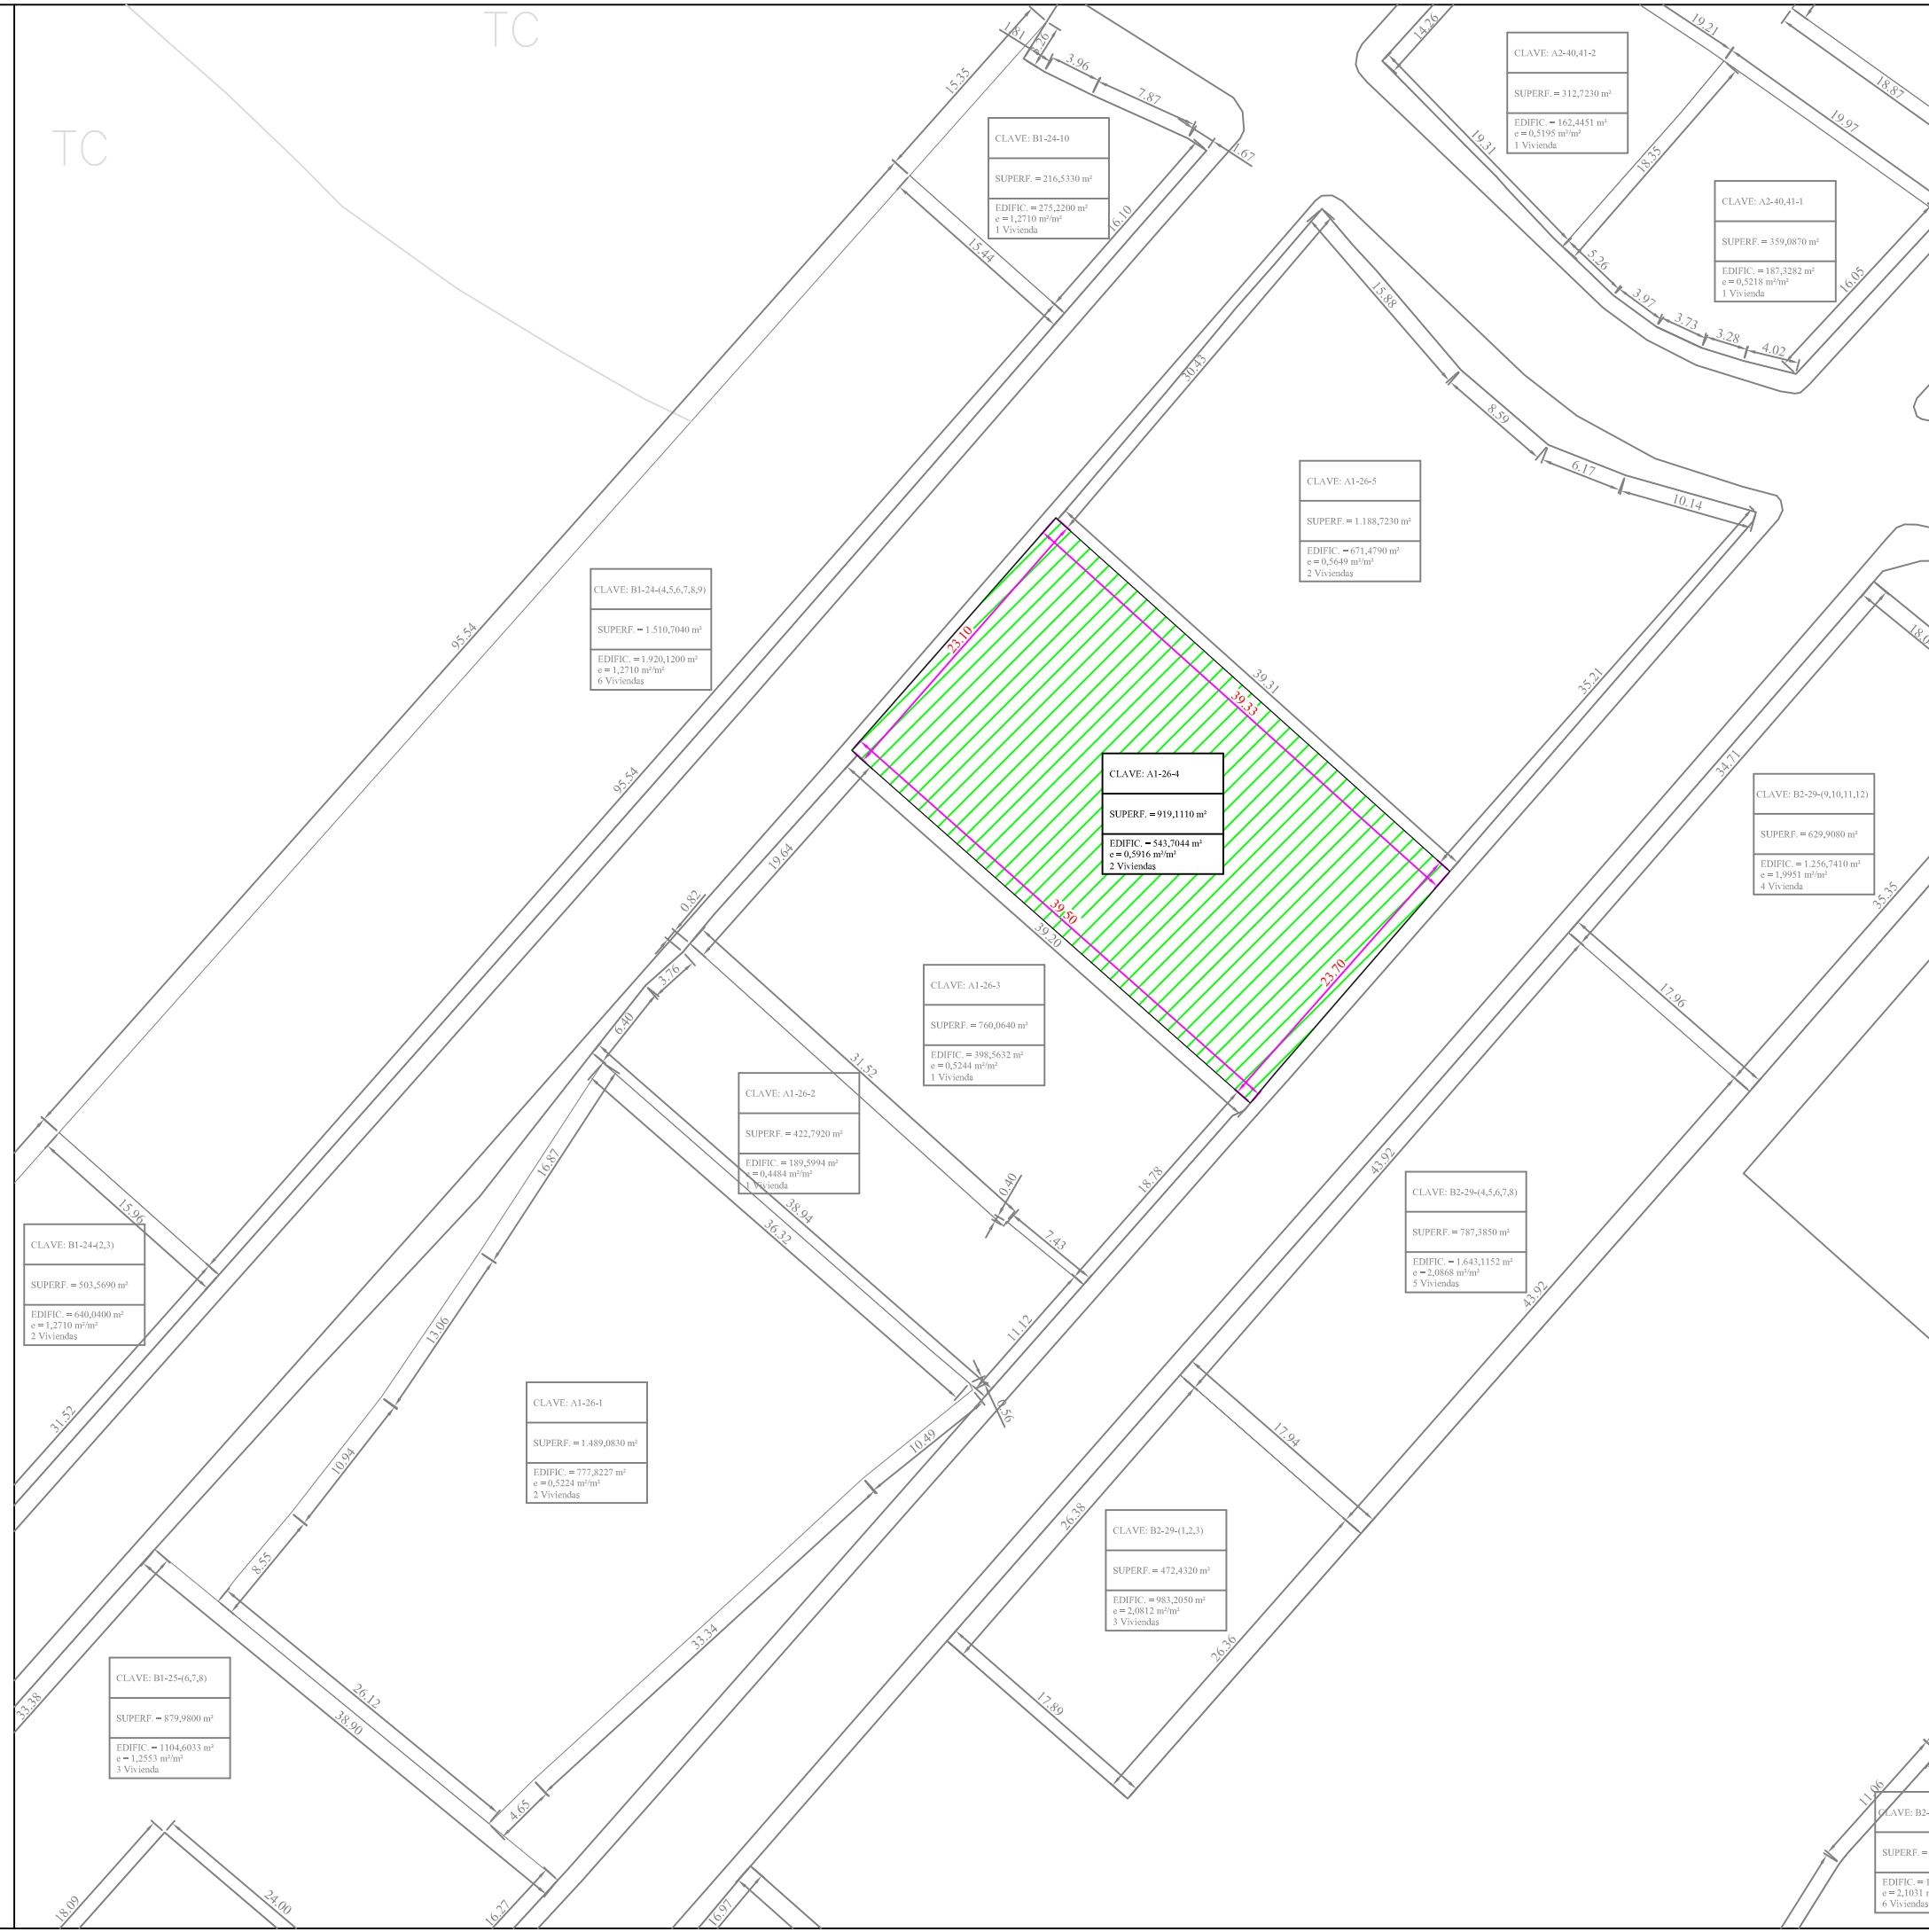 TC
TC
1.81
3.96
7.87
1.67
15.35
CLAVE: B1-24-10
SUPERF. = 216,5330 m²
EDIFIC. = 275,2200 m²
e = 1,2710 m²/m²
1 Vivienda
16.10
15.44
14.26
CLAVE: A2-40,41-2
SUPERF. = 312,7230 m²
EDIFIC. = 162,4451 m²
e = 0,5195 m²/m²
1 Vivienda
19.21
18.87
19.97
19.31
18.35
CLAVE: A2-40,41-1
SUPERF. = 359,0870 m²
EDIFIC. = 187,3282 m²
e = 0,5218 m²/m²
1 Vivienda
5.26
3.97
3.73
3.28
4.02
16.05
15.88
30.43
8.59
6.17
10.14
CLAVE: A1-26-5
SUPERF. = 1.188,7230 m²
EDIFIC. = 671,4790 m²
e = 0,5649 m²/m²
2 Viviendas
CLAVE: B1-24-(4,5,6,7,8,9)
SUPERF. = 1.510,7040 m²
EDIFIC. = 1.920,1200 m²
e = 1,2710 m²/m²
6 Viviendas
95.54
95.54
23.10
39.31
39.33
35.21
34.71
CLAVE: A1-26-4
SUPERF. = 919,1110 m²
EDIFIC. = 543,7044 m²
e = 0,5916 m²/m²
2 Viviendas
CLAVE: B2-29-(9,10,11,12)
SUPERF. = 629,9080 m²
EDIFIC. = 1.256,7410 m²
e = 1,9951 m²/m²
4 Vivienda
35.35
19.64
0.82
3.76
6.40
39.50
39.20
23.70
17.96
CLAVE: A1-26-3
SUPERF. = 760,0640 m²
EDIFIC. = 398,5632 m²
e = 0,5244 m²/m²
1 Vivienda
31.52
CLAVE: A1-26-2
SUPERF. = 422,7920 m²
EDIFIC. = 189,5994 m²
e = 0,4484 m²/m²
1 Vivienda
16.87
38.94
36.32
0.40
7.43
18.78
43.92
CLAVE: B2-29-(4,5,6,7,8)
SUPERF. = 787,3850 m²
EDIFIC. = 1.643,1152 m²
e = 2,0868 m²/m²
5 Viviendas
43.92
15.96
CLAVE: B1-24-(2,3)
SUPERF. = 503,5690 m²
EDIFIC. = 640,0400 m²
e = 1,2710 m²/m²
2 Viviendas
31.52
13.06
11.12
0.56
10.49
10.94
CLAVE: A1-26-1
SUPERF. = 1.489,0830 m²
EDIFIC. = 777,8227 m²
e = 0,5224 m²/m²
2 Viviendas
17.94
26.38
CLAVE: B2-29-(1,2,3)
SUPERF. = 472,4320 m²
EDIFIC. = 983,2050 m²
e = 2,0812 m²/m²
3 Viviendas
8.55
33.34
26.36
17.89
26.12
38.90
33.38
CLAVE: B1-25-(6,7,8)
SUPERF. = 879,9800 m²
EDIFIC. = 1104,6033 m²
e = 1,2553 m²/m²
3 Vivienda
4.65
18.09
24.00
16.27
16.97
11.06
CLAVE: B2-
SUPERF. =
EDIFIC. = 1
e = 2,1031
6 Viviendas